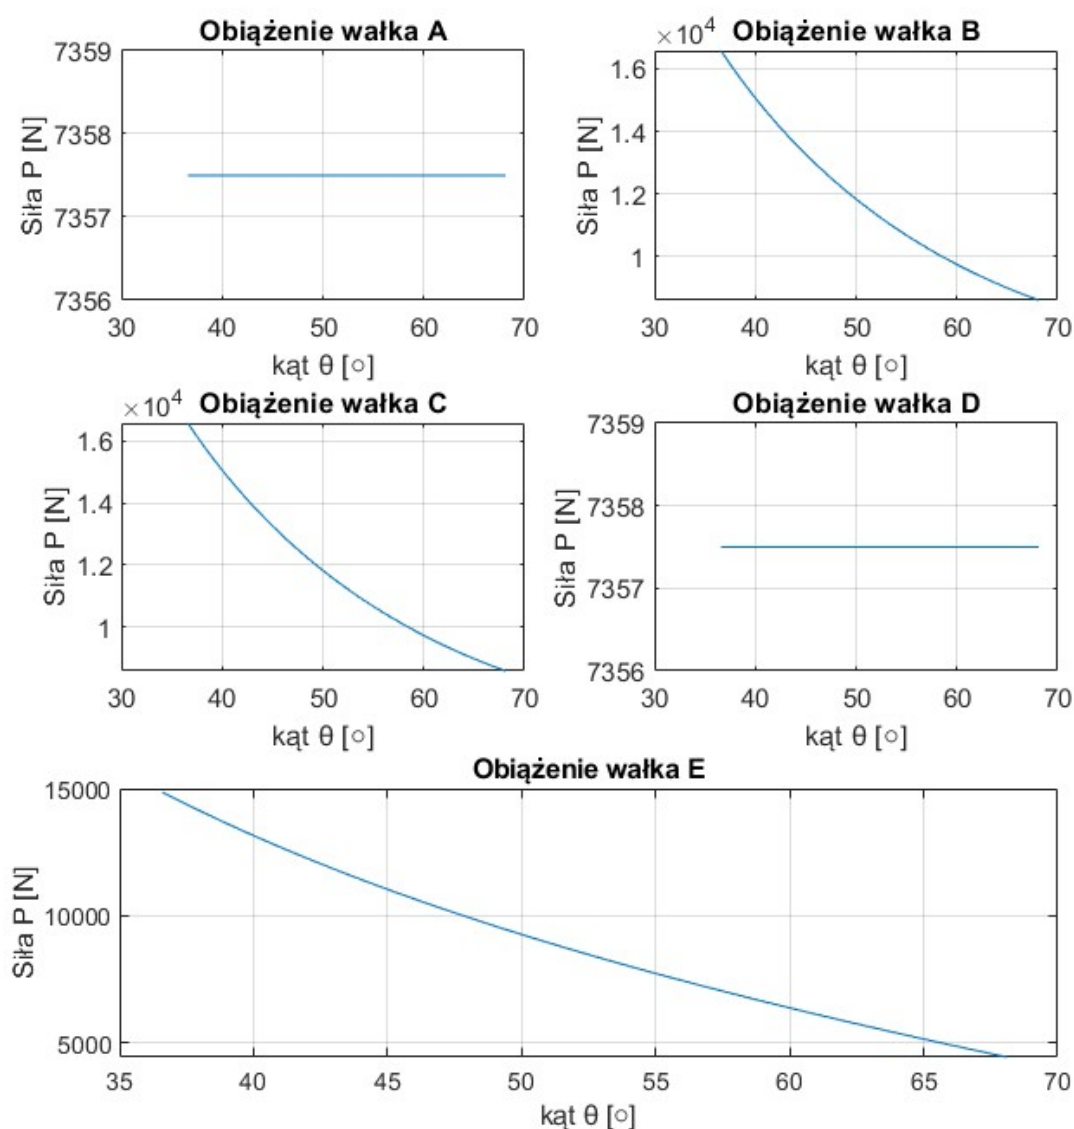 Obiążenie wałka A
7359
7358
7357
7356
Siła P [N]
30 40 50 60 70
kąt θ [○]
×10⁴ Obiążenie wałka B
1.6
1.4
1.2
1
Siła P [N]
30 40 50 60 70
kąt θ [○]
×10⁴ Obiążenie wałka C
1.6
1.4
1.2
1
Siła P [N]
30 40 50 60 70
kąt θ [○]
Obiążenie wałka D
7359
7358
7357
7356
Siła P [N]
30 40 50 60 70
kąt θ [○]
Obiążenie wałka E
15000
10000
5000
Siła P [N]
35 40 45 50 55 60 65 70
kąt θ [○]